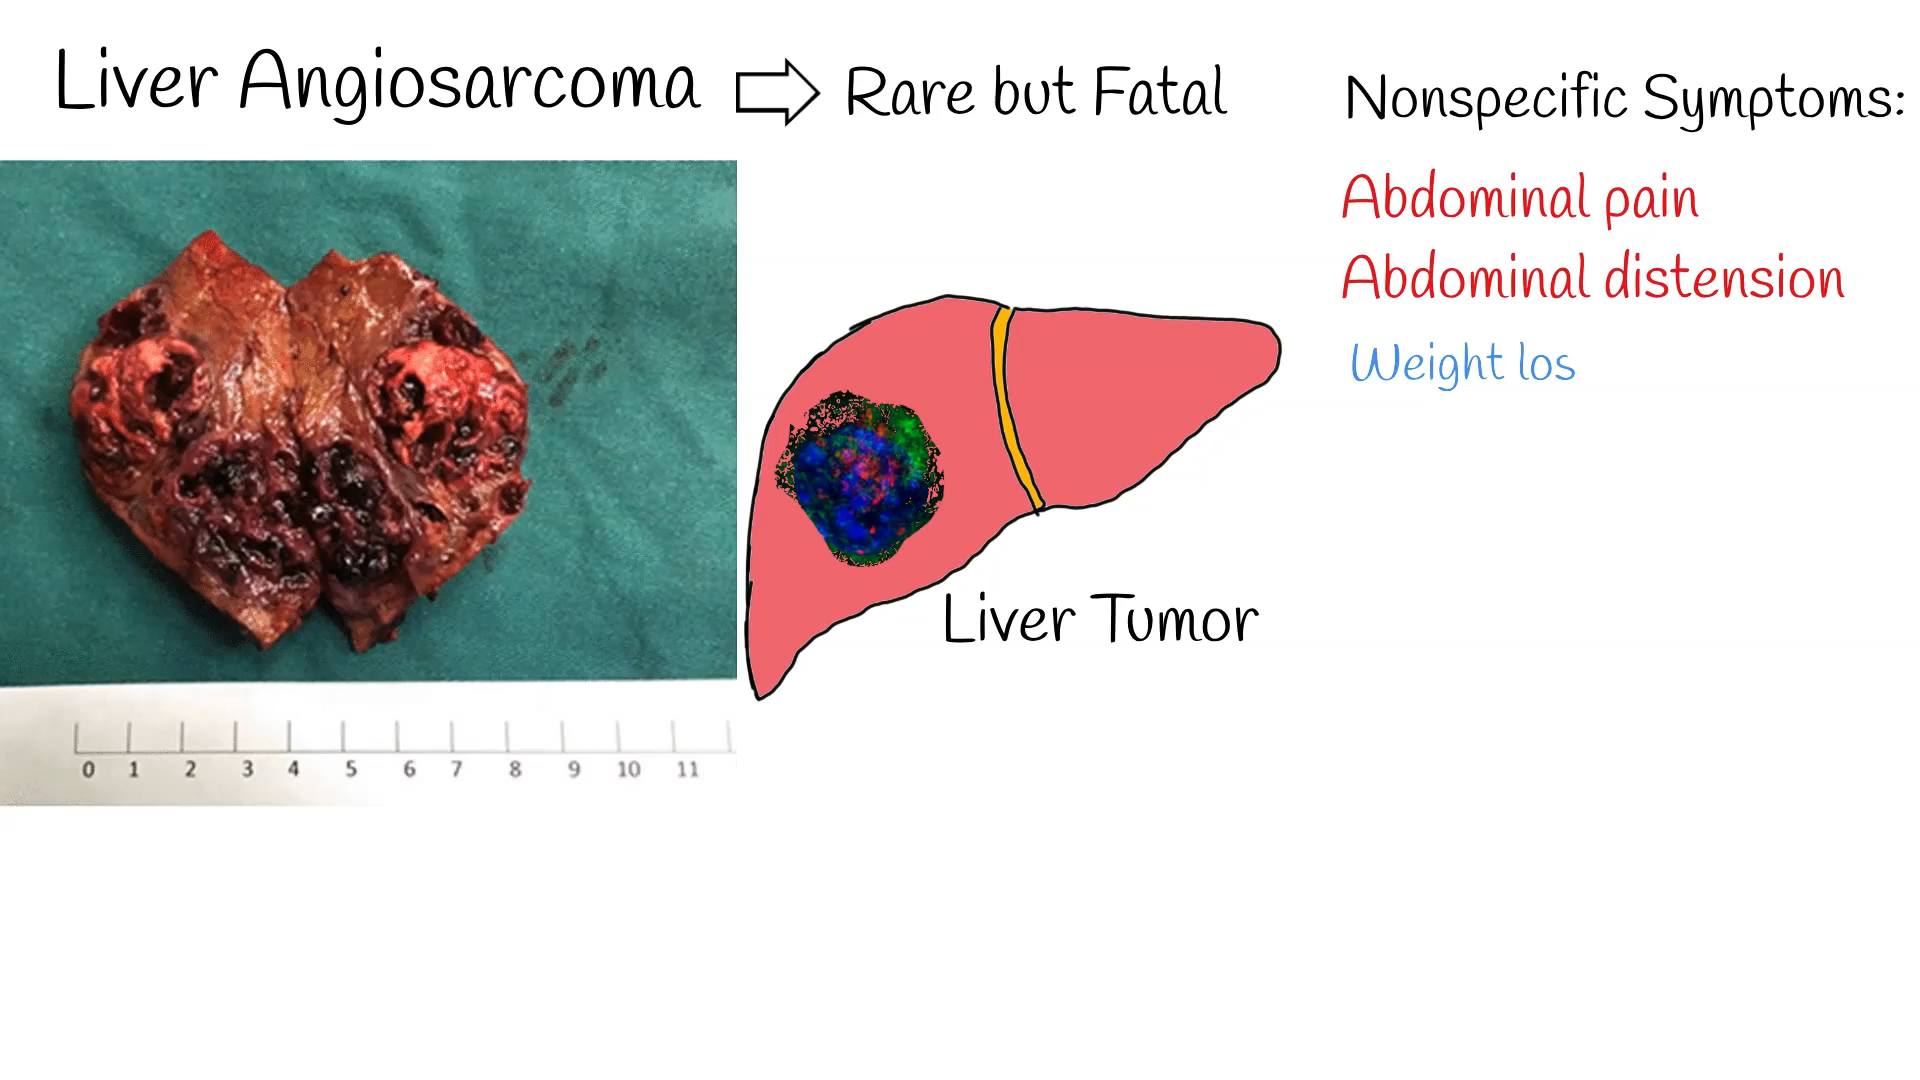 Liver Angiosarcoma
Rare but Fatal
Nonspecific Symptoms:
Abdominal pain
Abdominal distension
Weight los
Liver Tumor
0 1 2 3 4 5 6 7 8 9 10 11